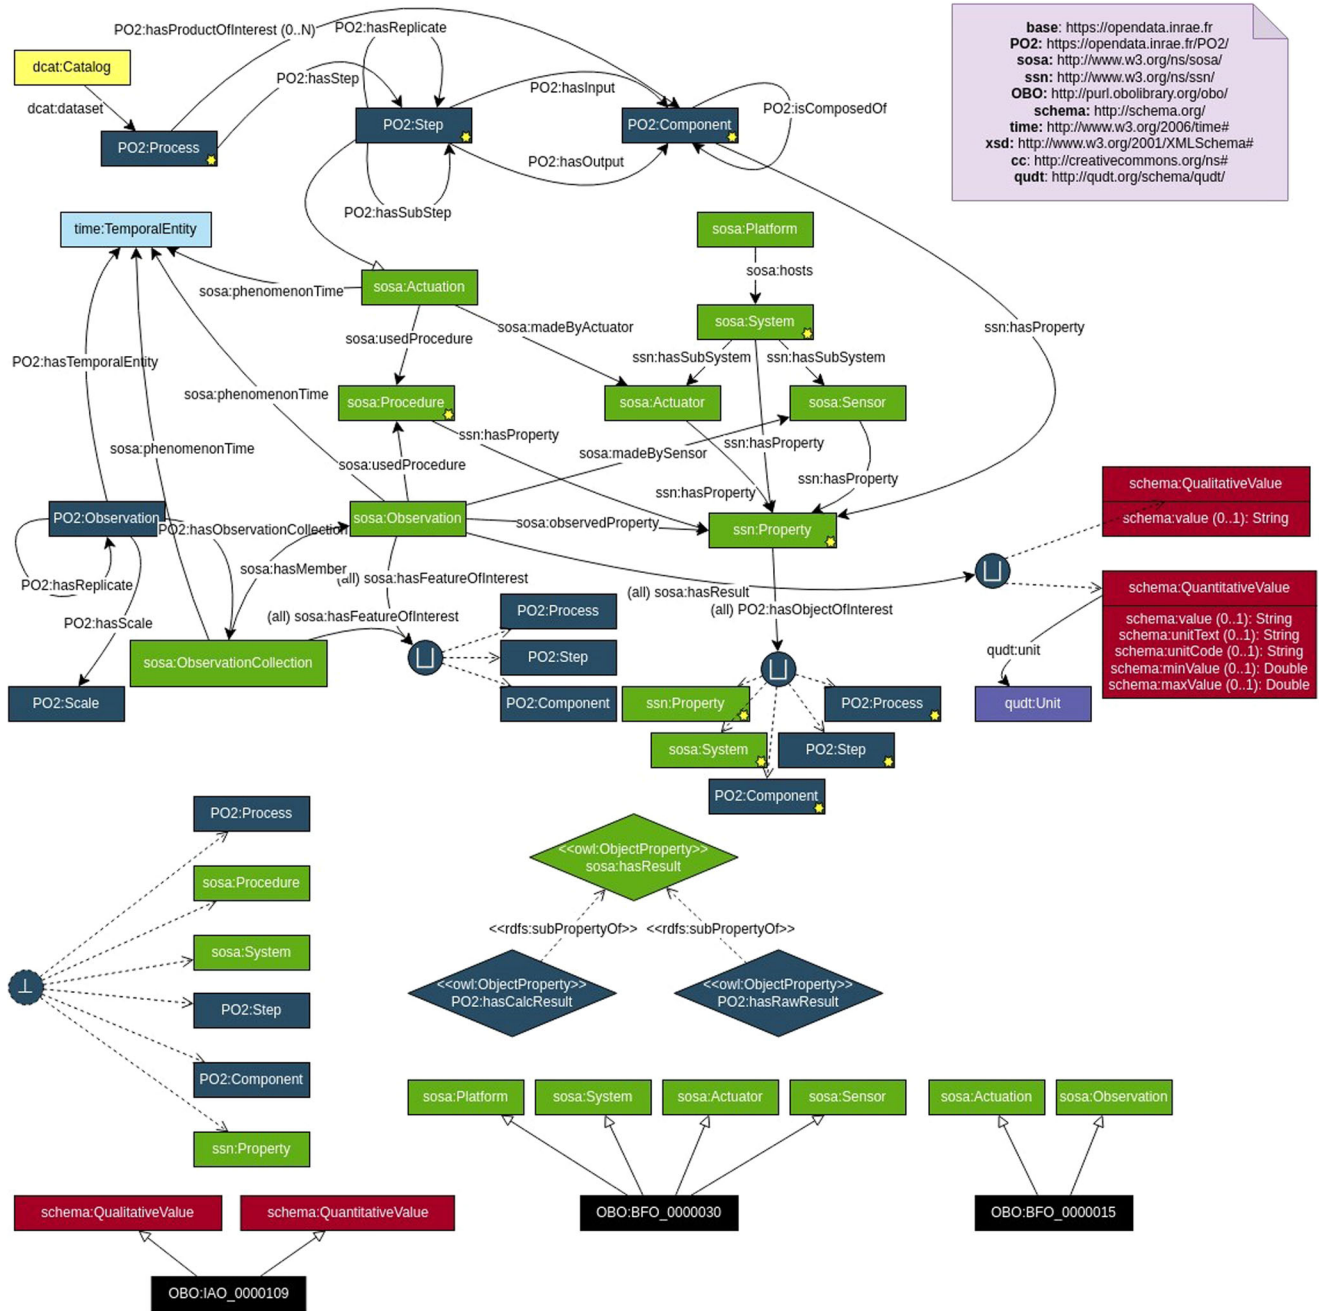 PO2:hasProductOfInterest (0..N)
PO2:hasReplicate
dcat:Catalog
PO2:hasStep
PO2:hasInput
dcat:dataset
PO2:Process
PO2:Step
PO2:Component
PO2:isComposedOf
PO2:hasOutput
PO2:hasSubStep
base: https://opendata.inrae.fr
PO2: https://opendata.inrae.fr/PO2/
sosa: http://www.w3.org/ns/sosa/
ssn: http://www.w3.org/ns/ssn/
OBO: http://purl.obolibrary.org/obo/
schema: http://schema.org/
time: http://www.w3.org/2006/time#
xsd: http://www.w3.org/2001/XMLSchema#
cc: http://creativecommons.org/ns#
qudt: http://qudt.org/schema/qudt/
time:TemporalEntity
sosa:Platform
sosa:hosts
sosa:phenomenonTime
sosa:Actuation
sosa:System
sosa:madeByActuator
ssn:hasProperty
sosa:usedProcedure
PO2:hasTemporalEntity
ssn:hasSubSystem
ssn:hasSubSystem
sosa:phenomenonTime
sosa:Procedure
sosa:Actuator
sosa:Sensor
ssn:hasProperty
ssn:hasProperty
sosa:phenomenonTime
sosa:madeBySensor
sosa:usedProcedure
ssn:hasProperty
ssn:hasProperty
schema:QualitativeValue
schema:value (0..1): String
PO2:Observation
PO2:hasObservationCollection
sosa:Observation
sosa:observedProperty
ssn:Property
sosa:hasMember
(all) sosa:hasFeatureOfInterest
PO2:hasReplicate
(all) sosa:hasResult
(all) PO2:hasObjectOfInterest
schema:QuantitativeValue
schema:value (0..1): String
schema:unitText (0..1): String
schema:unitCode (0..1): String
schema:minValue (0..1): Double
schema:maxValue (0..1): Double
PO2:hasScale
(all) sosa:hasFeatureOfInterest
PO2:Process
PO2:Step
PO2:Component
qudt:unit
sosa:ObservationCollection
PO2:Scale
ssn:Property
PO2:Process
qudt:Unit
sosa:System
PO2:Step
PO2:Component
PO2:Process
sosa:Procedure
sosa:System
PO2:Step
PO2:Component
ssn:Property
<<owl:ObjectProperty>>
sosa:hasResult
<<rdfs:subPropertyOf>>
<<rdfs:subPropertyOf>>
<<owl:ObjectProperty>>
PO2:hasCalcResult
<<owl:ObjectProperty>>
PO2:hasRawResult
sosa:Platform
sosa:System
sosa:Actuator
sosa:Sensor
sosa:Actuation
sosa:Observation
schema:QualitativeValue
schema:QuantitativeValue
OBO:BFO_0000030
OBO:BFO_0000015
OBO:IAO_0000109